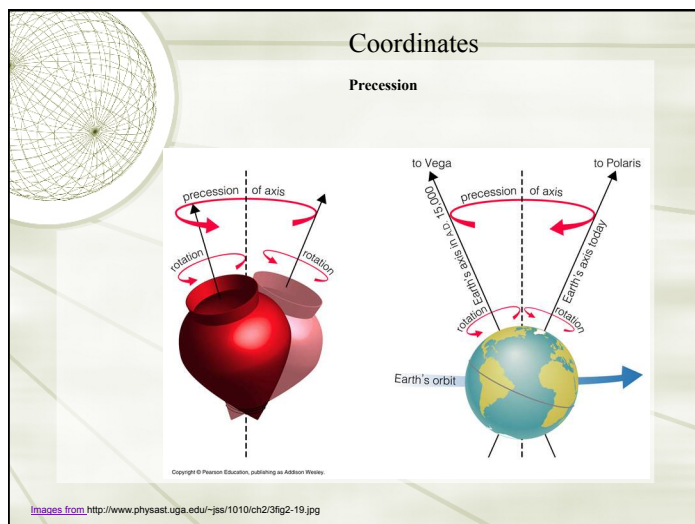 Coordinates
Precession
precession of axis
rotation
rotation
to Vega
to Polaris
precession of axis
Earth's axis in A.D. 15,000
Earth's axis today
rotation
rotation
Earth's orbit
Copyright © Pearson Education, publishing as Addison Wesley.
Images from http://www.physast.uga.edu/~jss/1010/ch2/3fig2-19.jpg